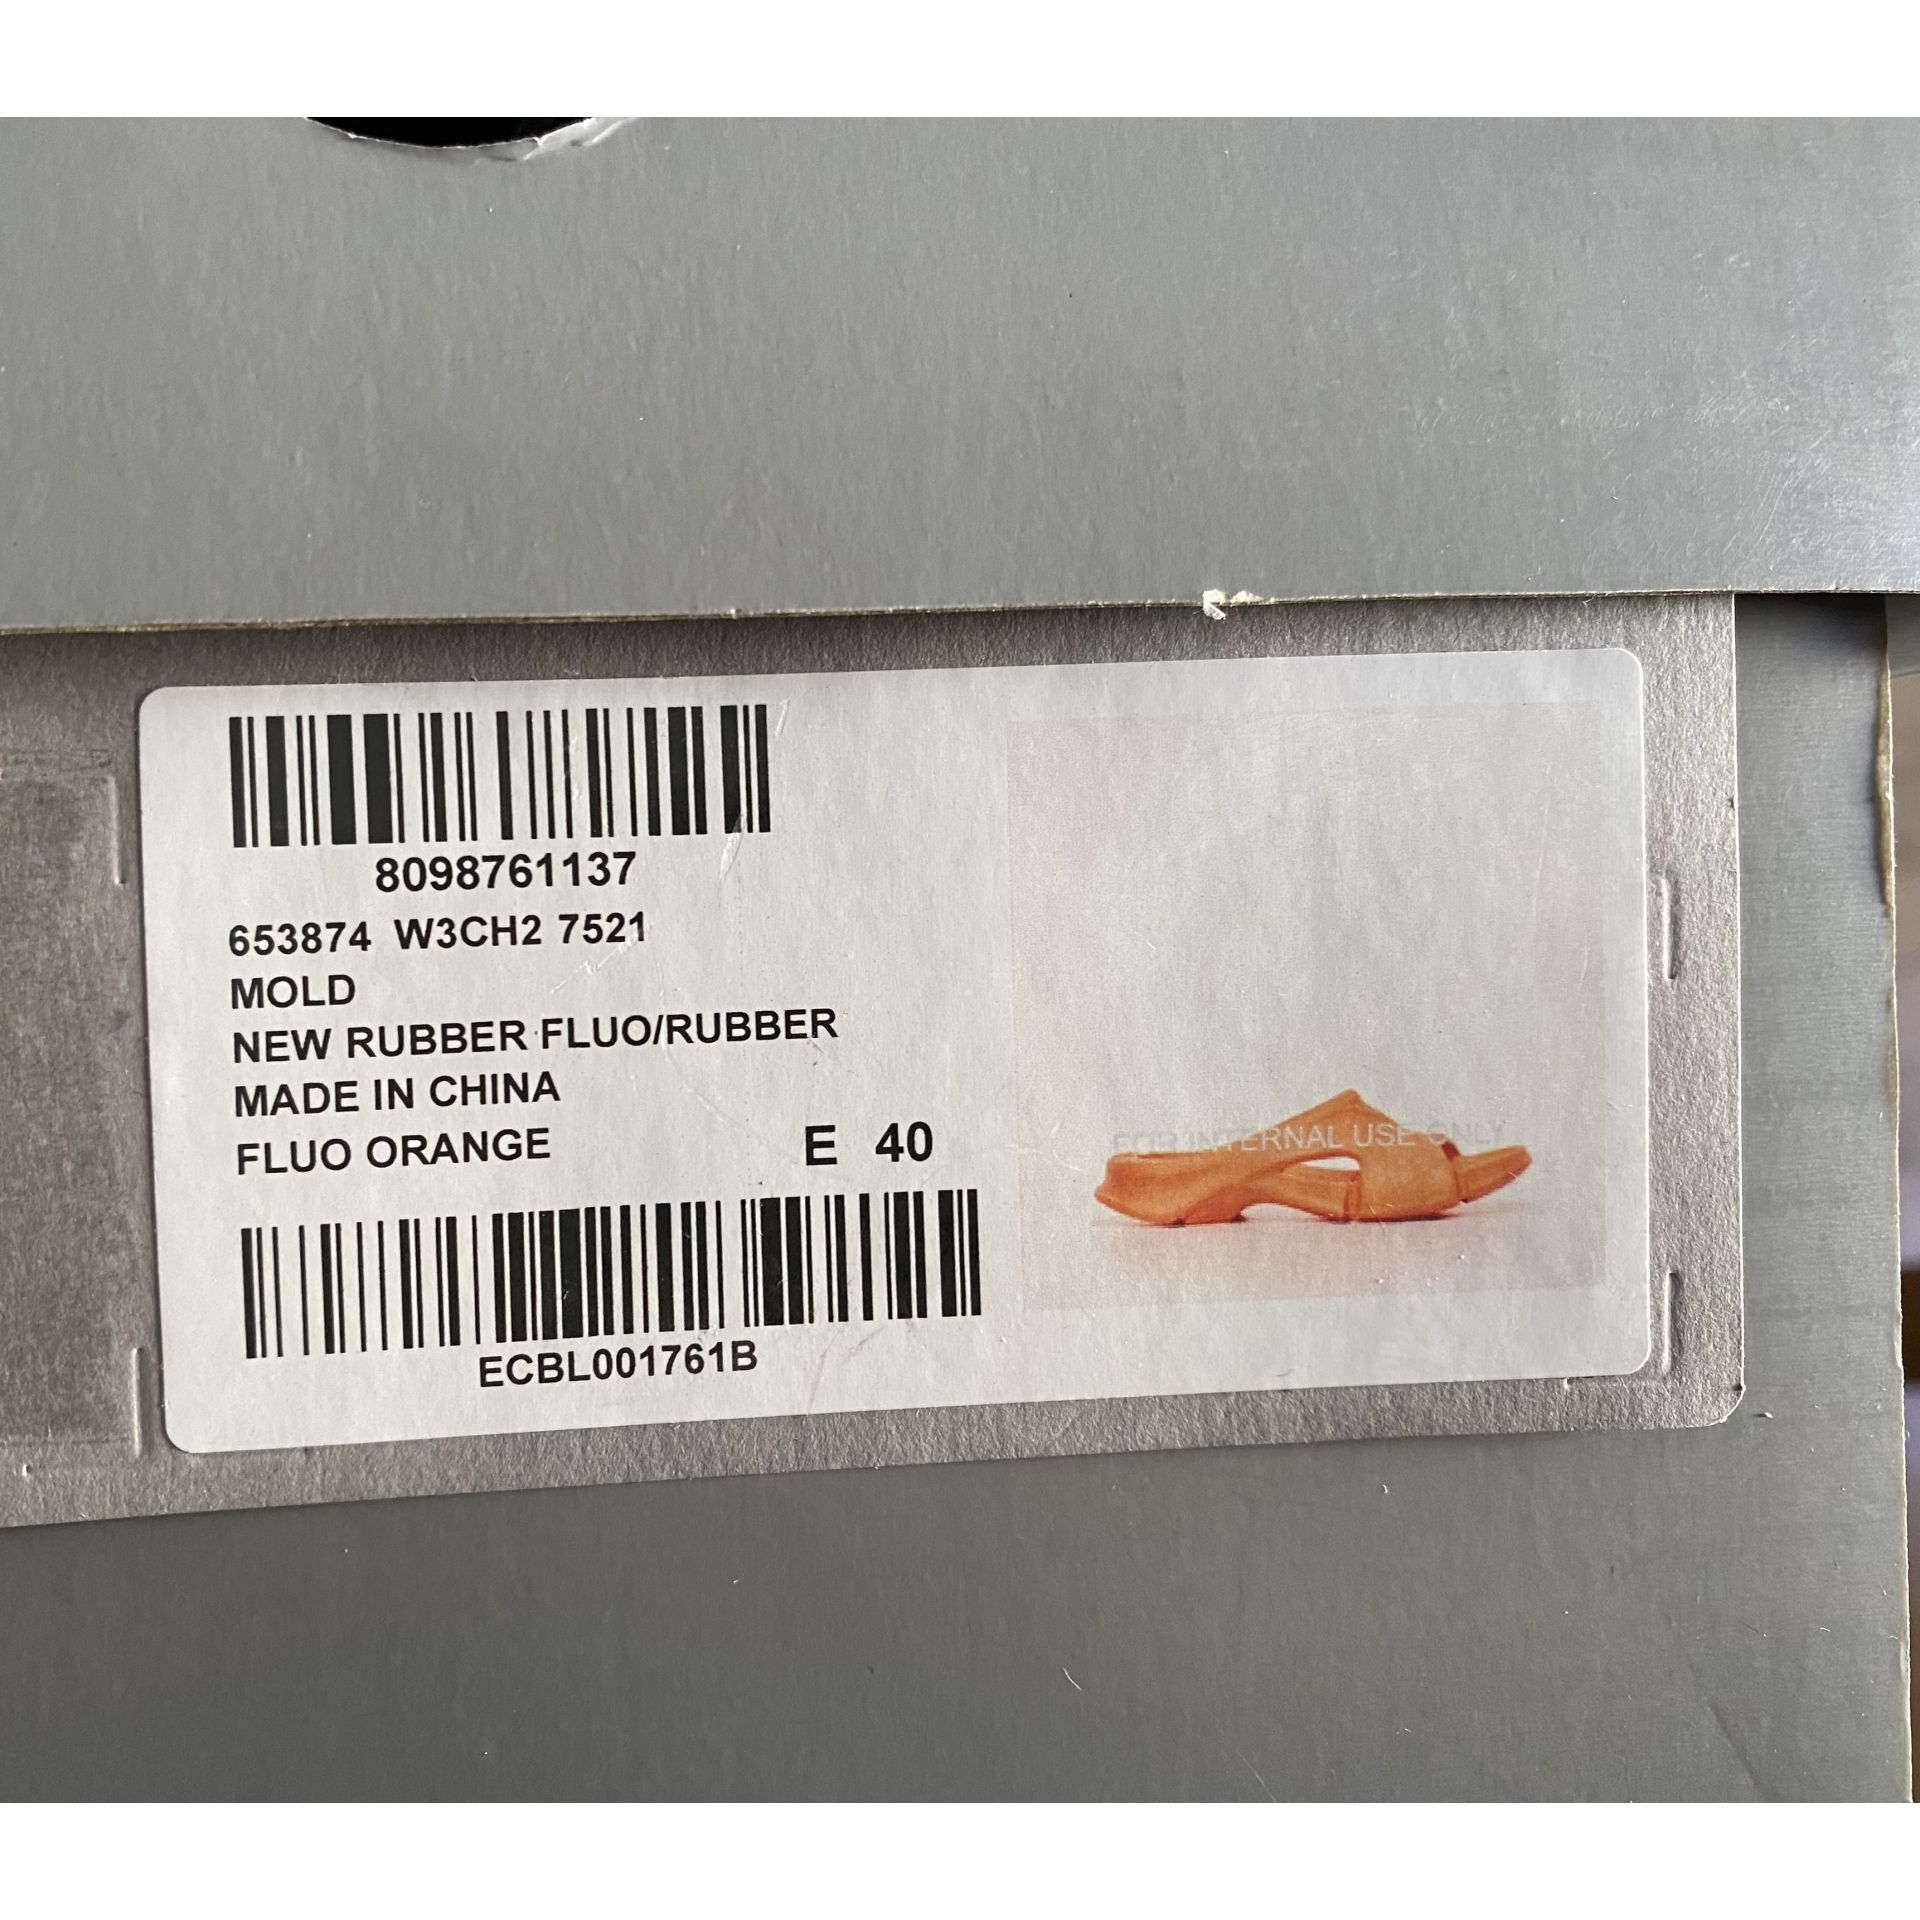 8098761137
653874 W3CH2 7521
MOLD
NEW RUBBER FLUO/RUBBER
MADE IN CHINA
FLUO ORANGE E 40
ECBL001761B
FOR INTERNAL USE ONLY